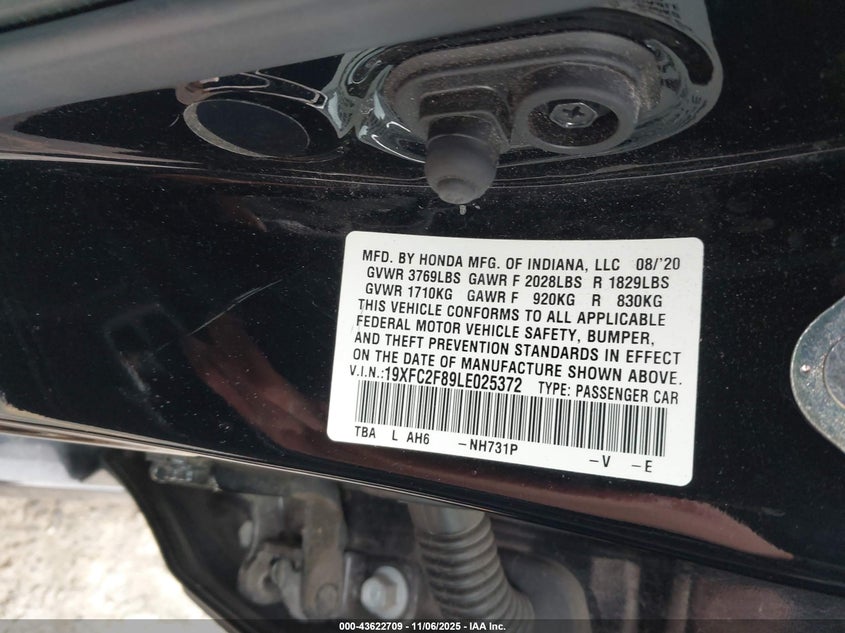 MFD. BY HONDA MFG. OF INDIANA, LLC 08/'20
GVWR 3769LBS GAWR F 2028LBS R 1829LBS
GVWR 1710KG GAWR F 920KG R 830KG
THIS VEHICLE CONFORMS TO ALL APPLICABLE
FEDERAL MOTOR VEHICLE SAFETY, BUMPER,
AND THEFT PREVENTION STANDARDS IN EFFECT
ON THE DATE OF MANUFACTURE SHOWN ABOVE.
V.I.N.:19XFC2F89LE025372 TYPE: PASSENGER CAR
TBA L AH6 –NH731P –V –E
000-43622709 - 11/06/2025 - IAA Inc.